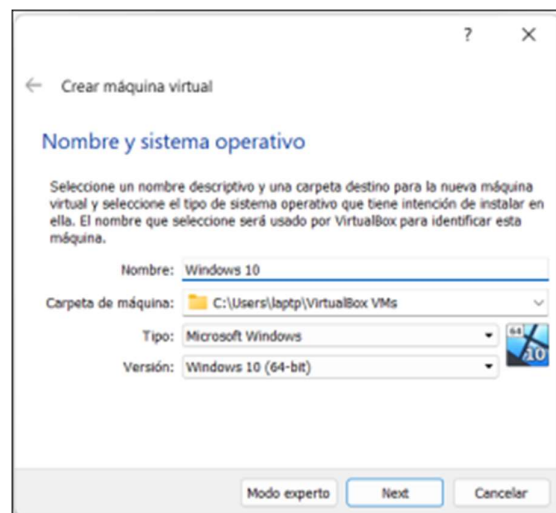 ?
Crear máquina virtual
Nombre y sistema operativo
Seleccione un nombre descriptivo y una carpeta destino para la nueva máquina
virtual y seleccione el tipo de sistema operativo que tiene intención de instalar en
ella. El nombre que seleccione será usado por VirtualBox para identificar esta
máquina.
Nombre: Windows 10
Carpeta de máquina: C:\Users\laptp\VirtualBox VMs
Tipo: Microsoft Windows
64
Versión: Windows 10 (64-bit)
10
Modo experto Next Cancelar